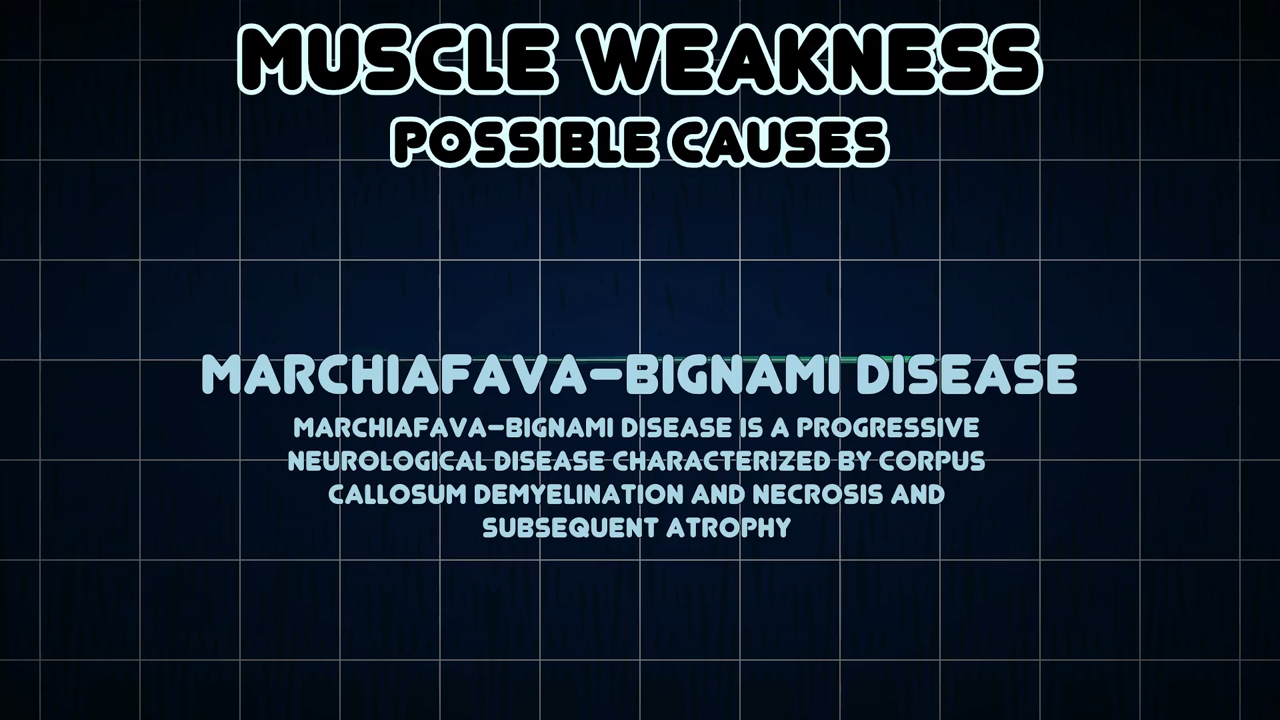 MUSCLE WEAKNESS
POSSIBLE CAUSES
MARCHIAFAVA-BIGNAMI DISEASE
MARCHIAFAVA-BIGNAMI DISEASE IS A PROGRESSIVE
NEUROLOGICAL DISEASE CHARACTERIZED BY CORPUS
CALLOSUM DEMYELINATION AND NECROSIS AND
SUBSEQUENT ATROPHY